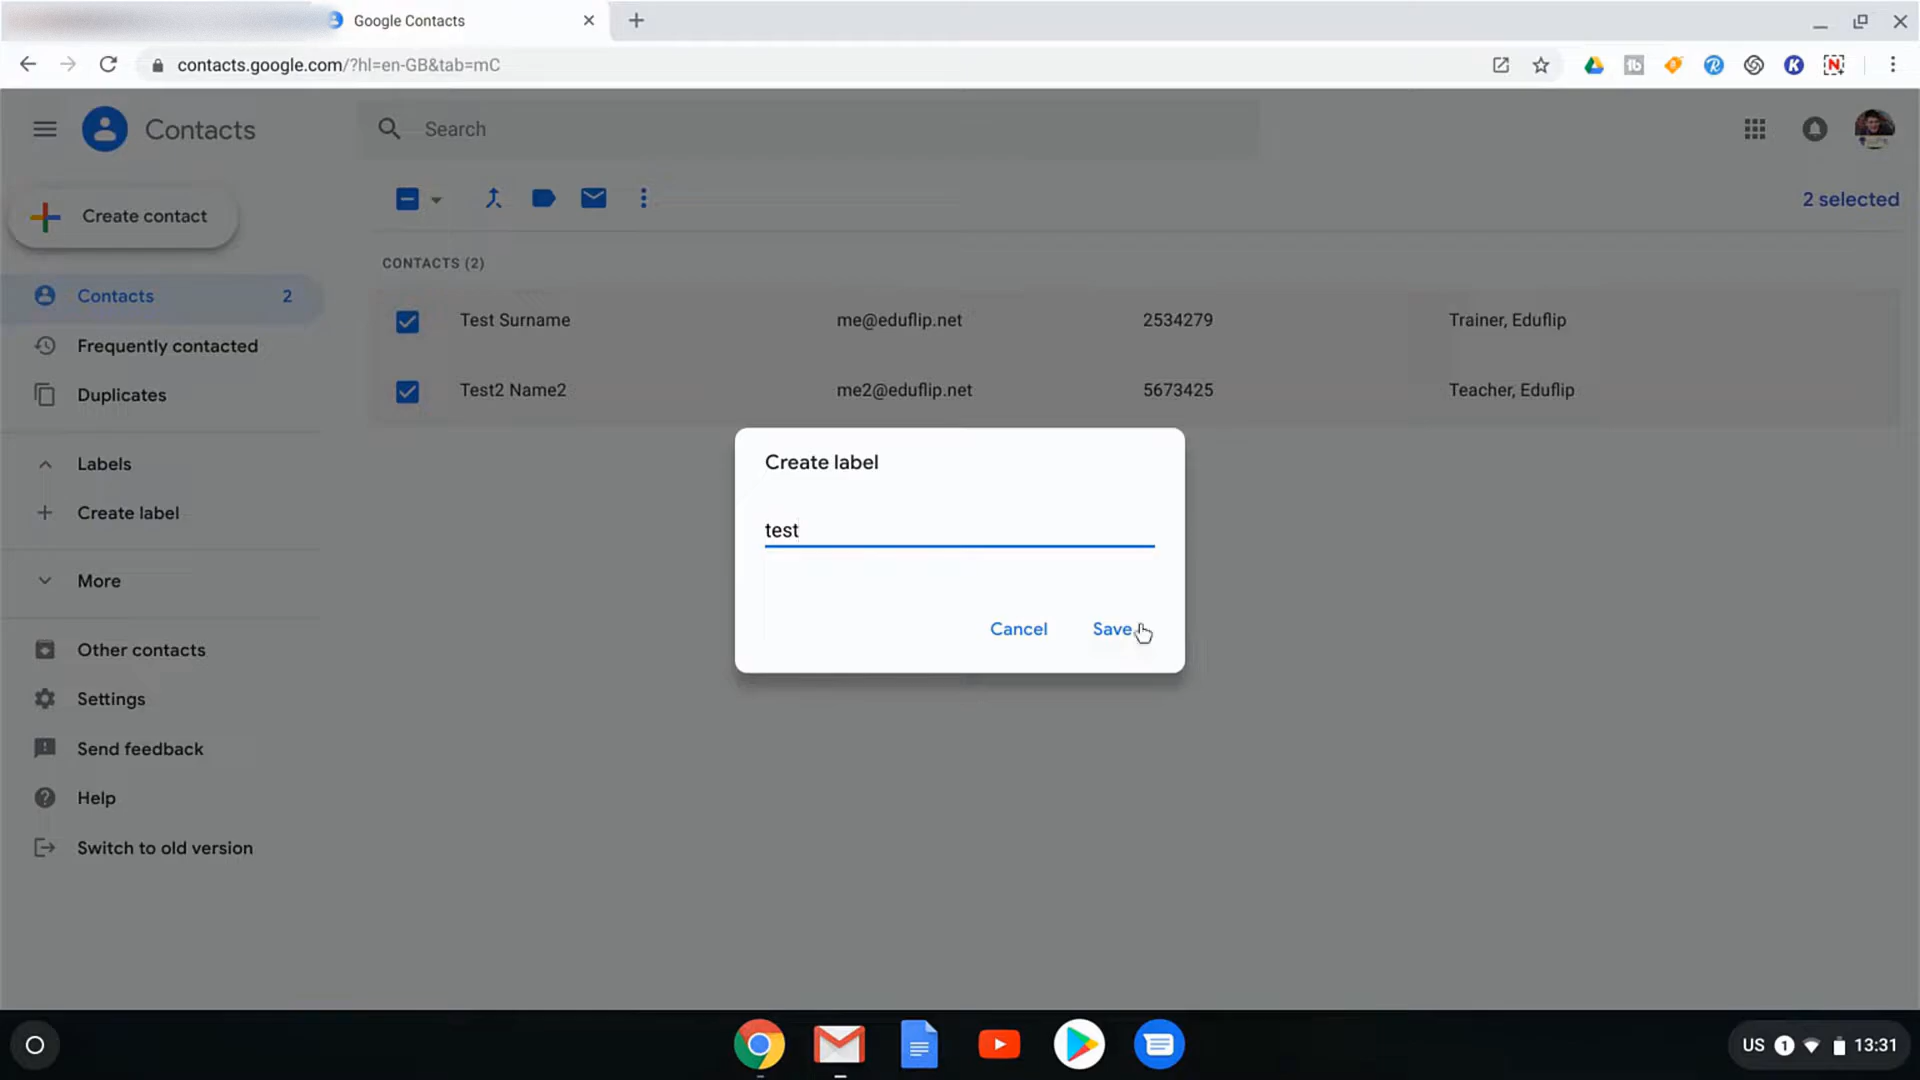 Google Contacts
contacts.google.com/?hl=en-GB&tab=mC
Contacts
Search
Create contact
2 selected
CONTACTS (2)
Contacts 2
Test Surname me@eduflip.net 2534279 Trainer, Eduflip
Frequently contacted
Test2 Name2 me2@eduflip.net 5673425 Teacher, Eduflip
Duplicates
Labels
Create label
More
Other contacts
Settings
Send feedback
Help
Switch to old version
Create label
test
Cancel Save
US 1 13:31